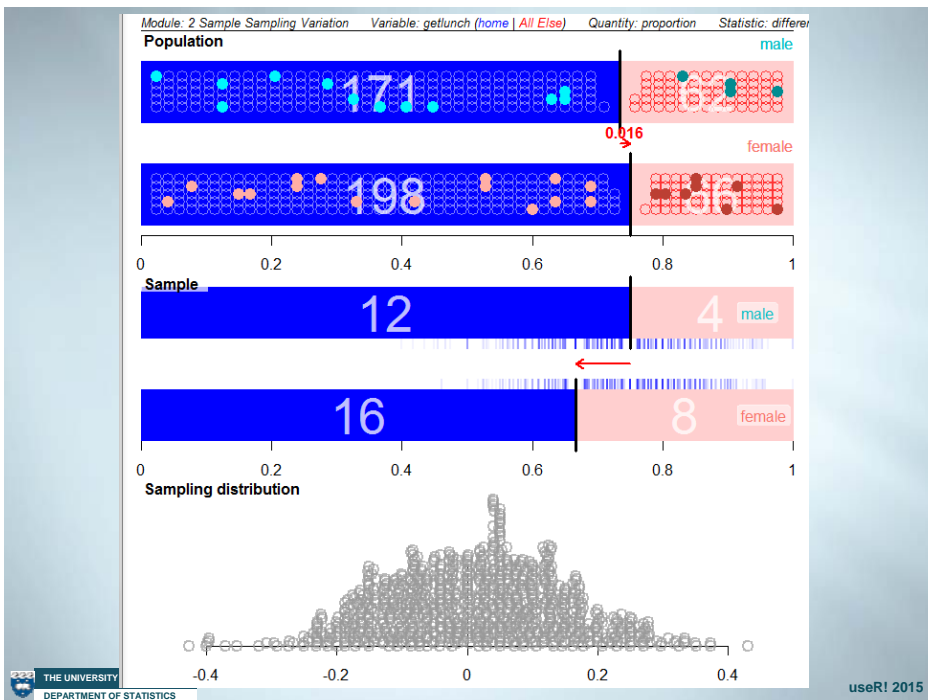 Module: 2 Sample Sampling Variation Variable: getlunch (home | All Else) Quantity: proportion Statistic: differer
Population
male
171 62
0.016
female
198 66
0 0.2 0.4 0.6 0.8 1
Sample
12 4 male
16 8 female
0 0.2 0.4 0.6 0.8 1
Sampling distribution
-0.4 -0.2 0 0.2 0.4
THE UNIVERSITY
DEPARTMENT OF STATISTICS
useR! 2015